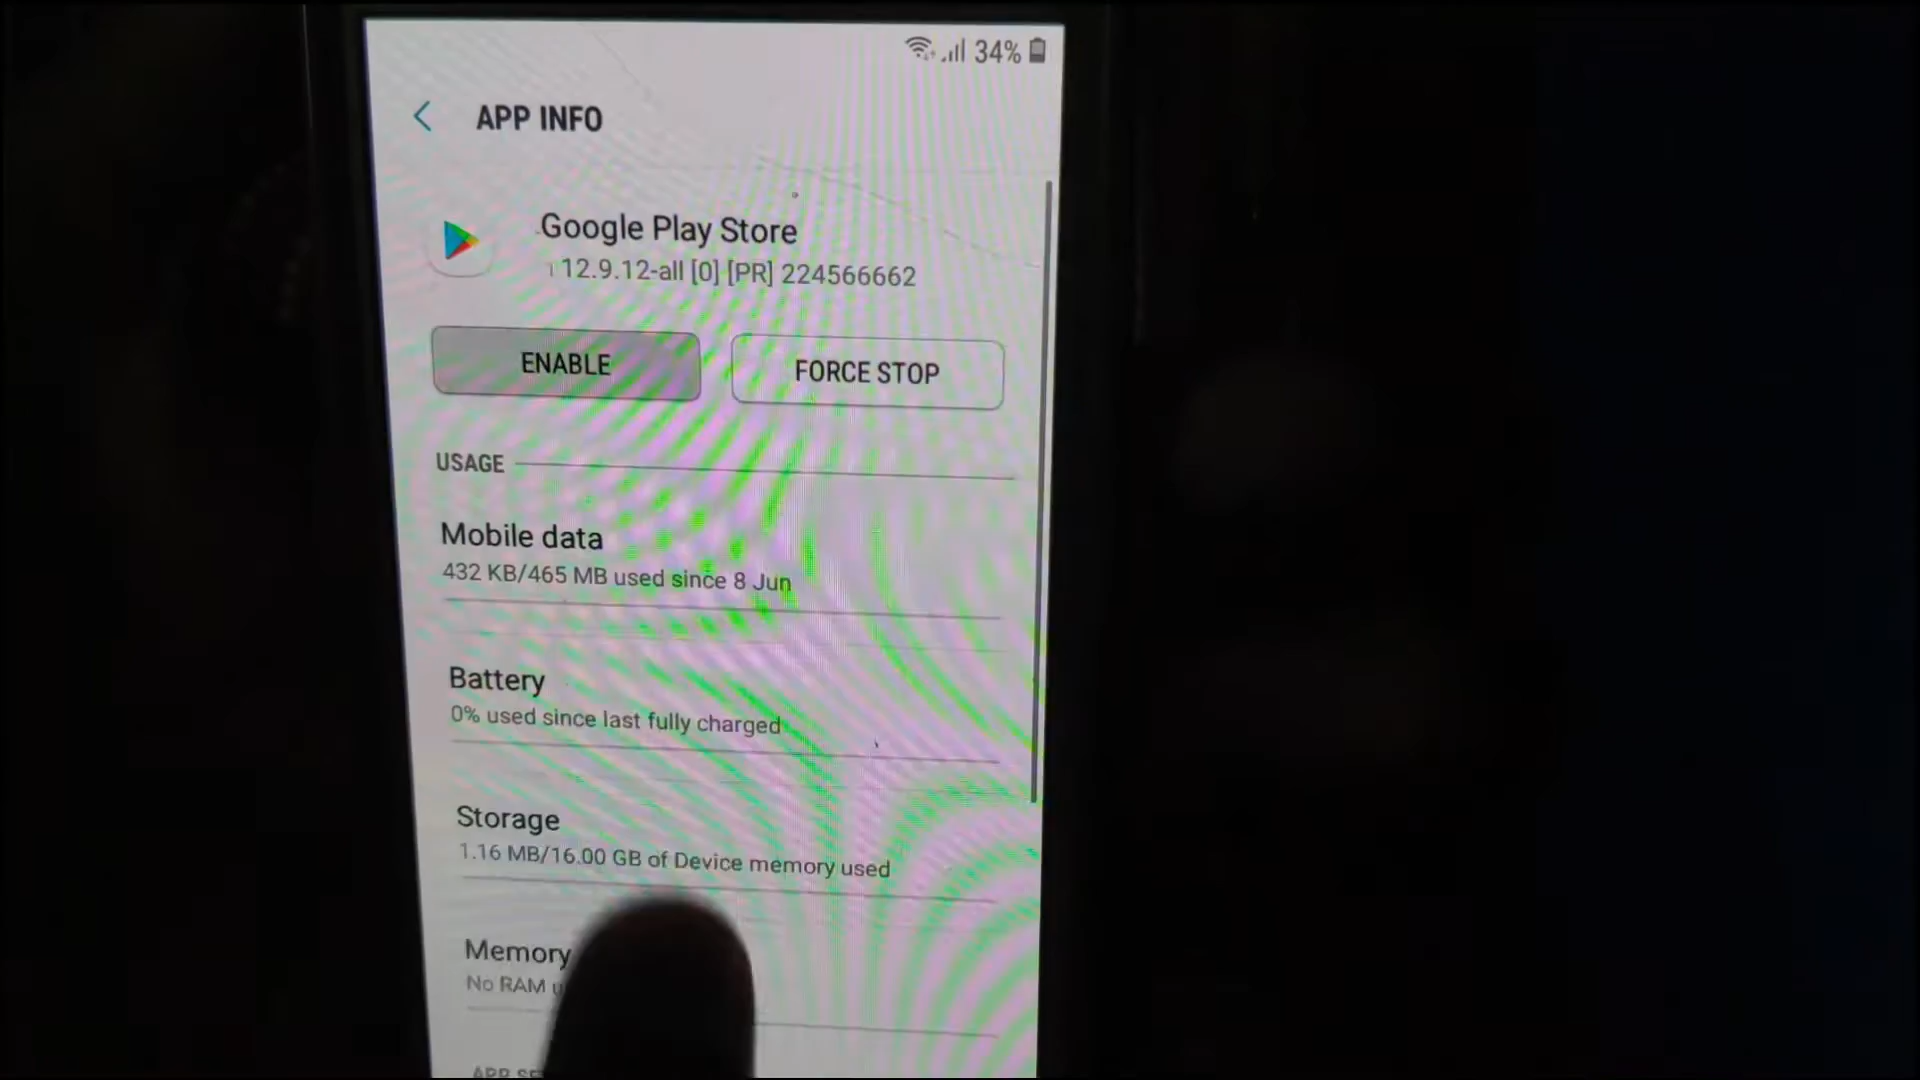 34%
APP INFO
Google Play Store
12.9.12-all [0] [PR] 224566662
ENABLE
FORCE STOP
USAGE
Mobile data
432 KB/465 MB used since 8 Jun
Battery
0% used since last fully charged
Storage
1.16 MB/16.00 GB of Device memory used
Memory
No RAM
APP